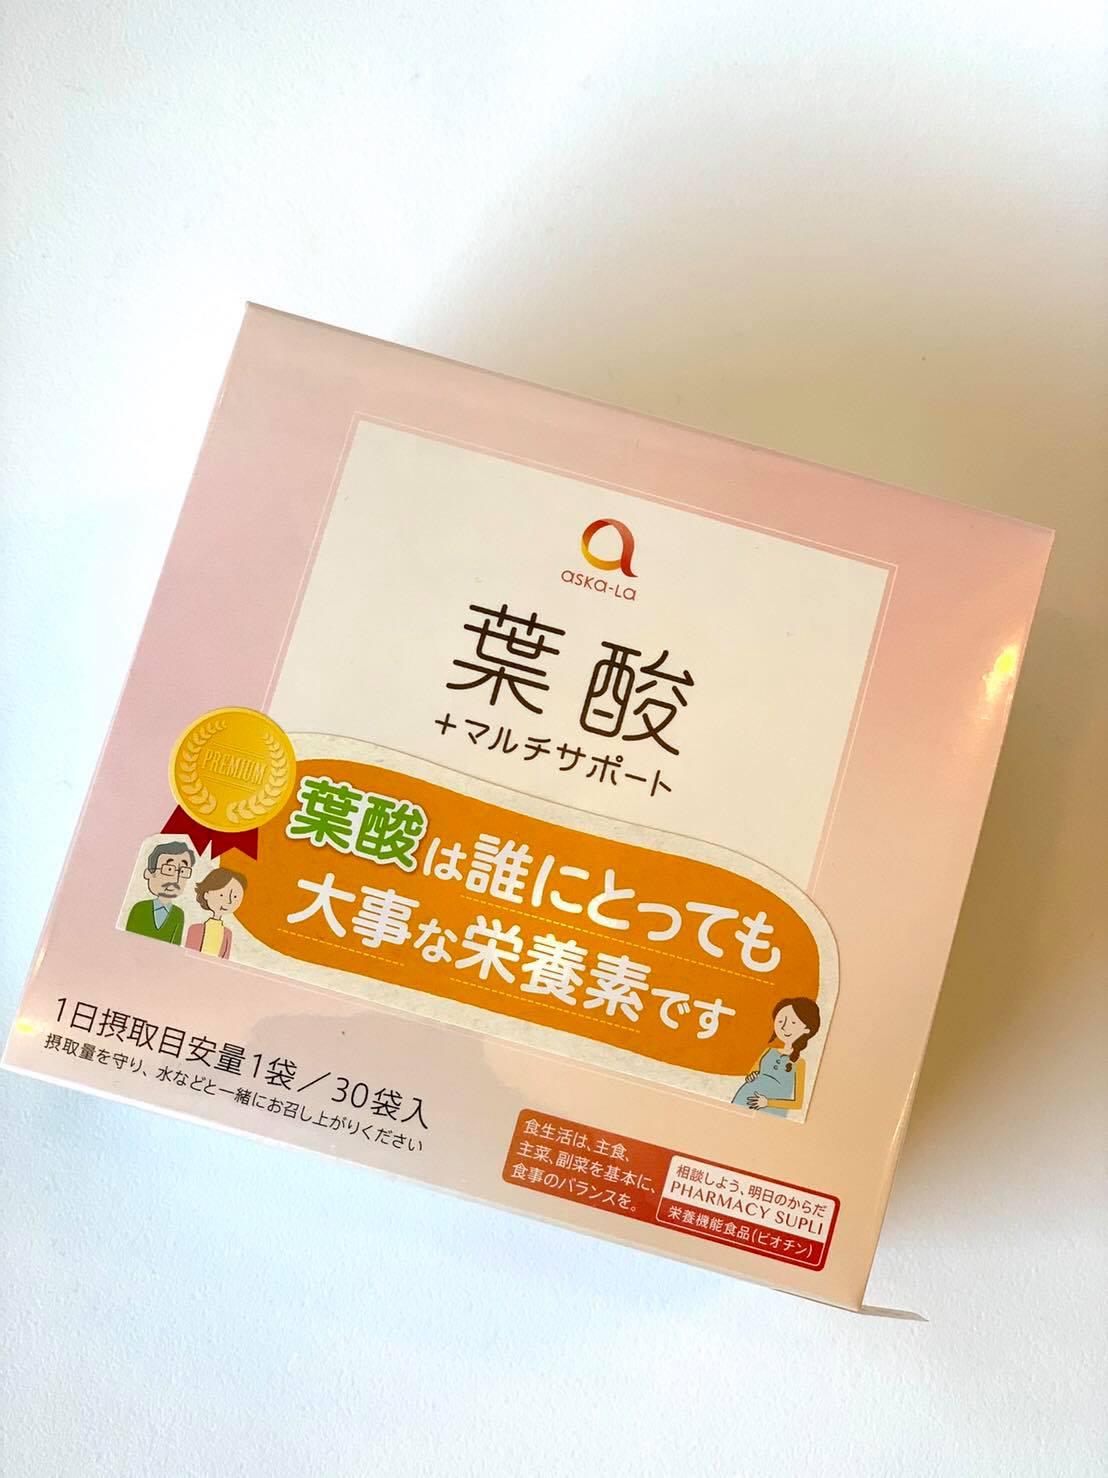 aska-La
葉酸
+マルチサポート
PREMIUM
葉酸は誰にとっても
大事な栄養素です
1日摂取目安量1袋／30袋入
摂取量を守り、水などと一緒にお召し上がりください
食生活は、主食、
主菜、副菜を基本に、
食事のバランスを。
相談しよう、明日のからだ
PHARMACY SUPLI
栄養機能食品(ビオチン)